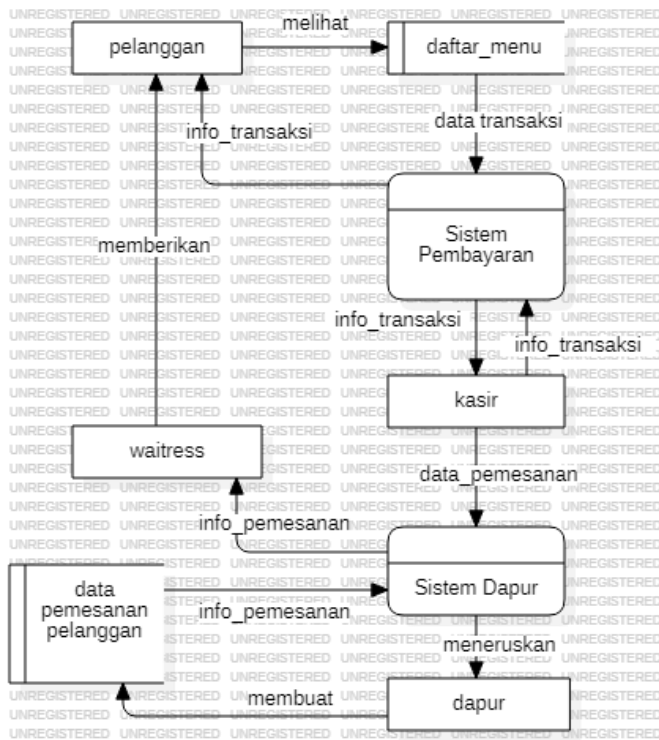 melihat
pelanggan
daftar_menu
data transaksi
info_transaksi
Sistem
Pembayaran
memberikan
info_transaksi
info_transaksi
kasir
waitress
data_pemesanan
info_pemesanan
Sistem Dapur
data
pemesanan
pelanggan
info_pemesanan
meneruskan
membuat
dapur
UNREGISTERED